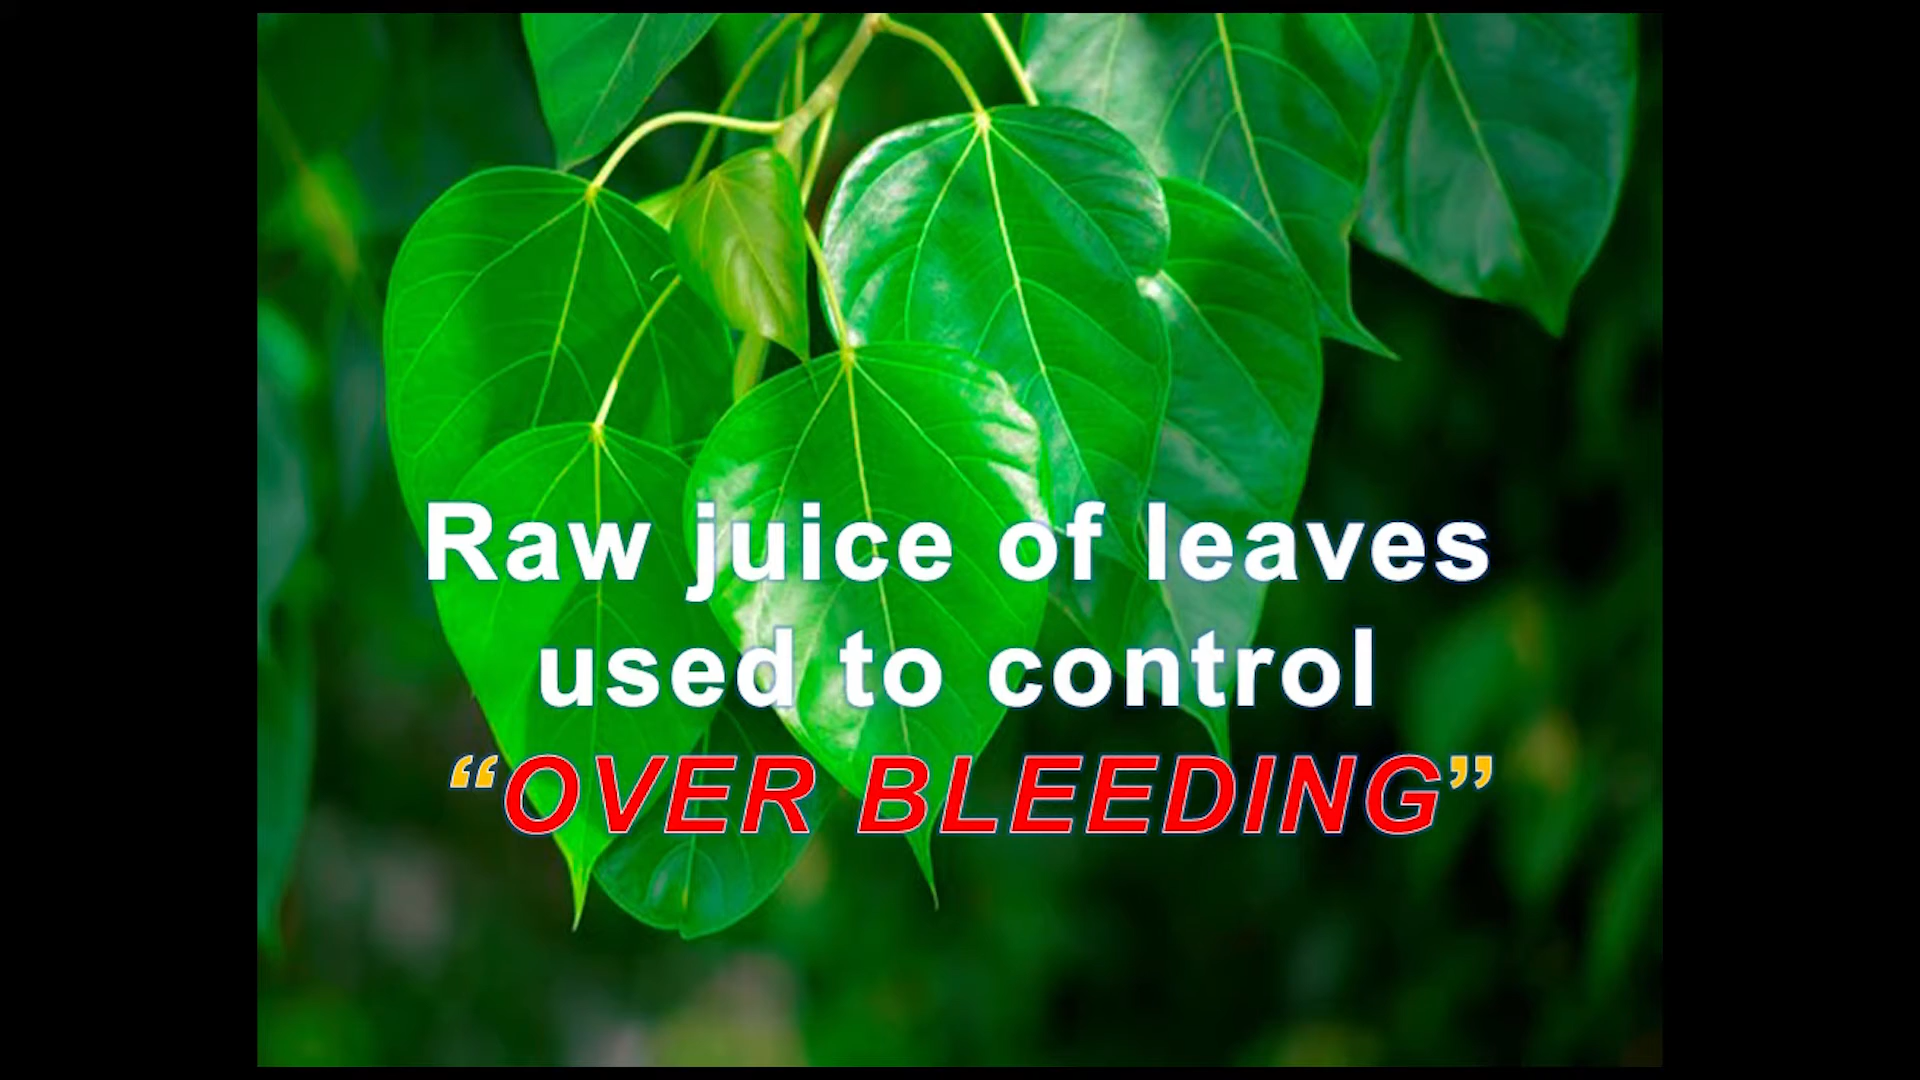 Raw juice of leaves
used to control
“OVER BLEEDING”